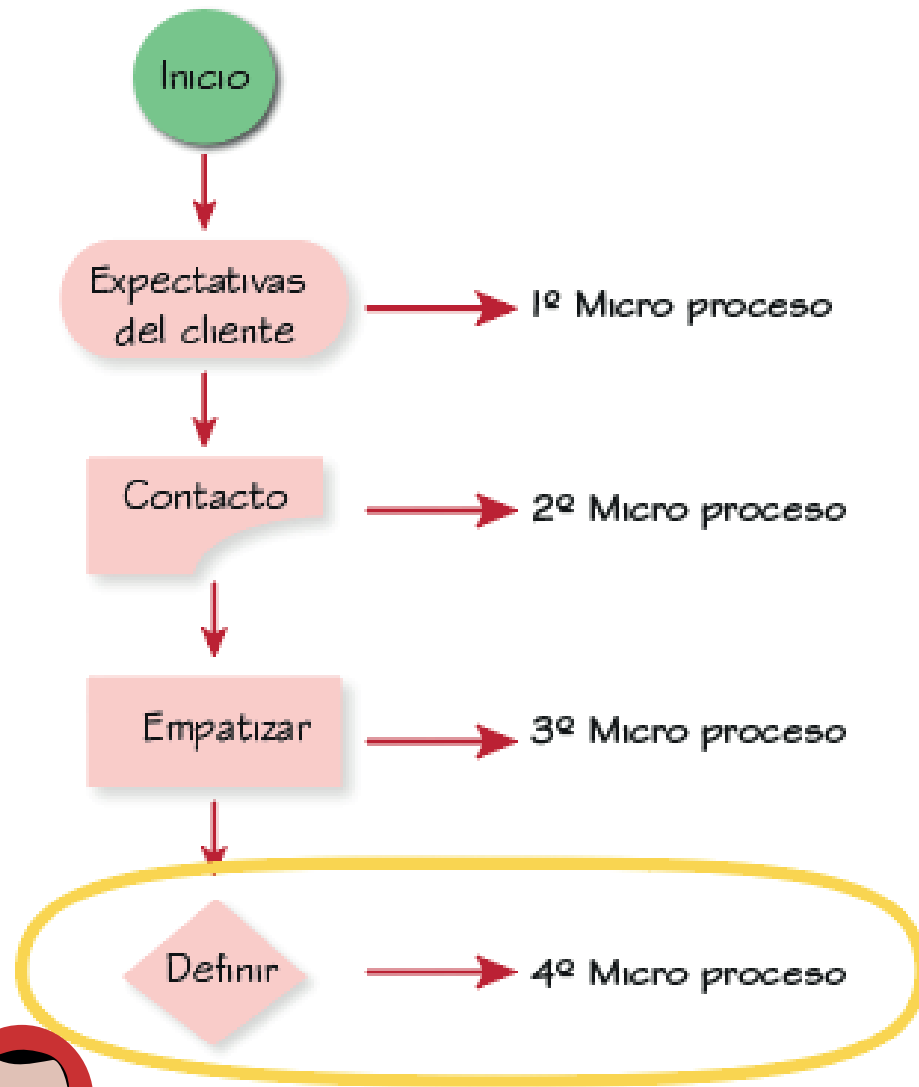 Inicio
Expectativas
del cliente
1º Micro proceso
Contacto
2º Micro proceso
Empatizar
3º Micro proceso
Definir
4º Micro proceso